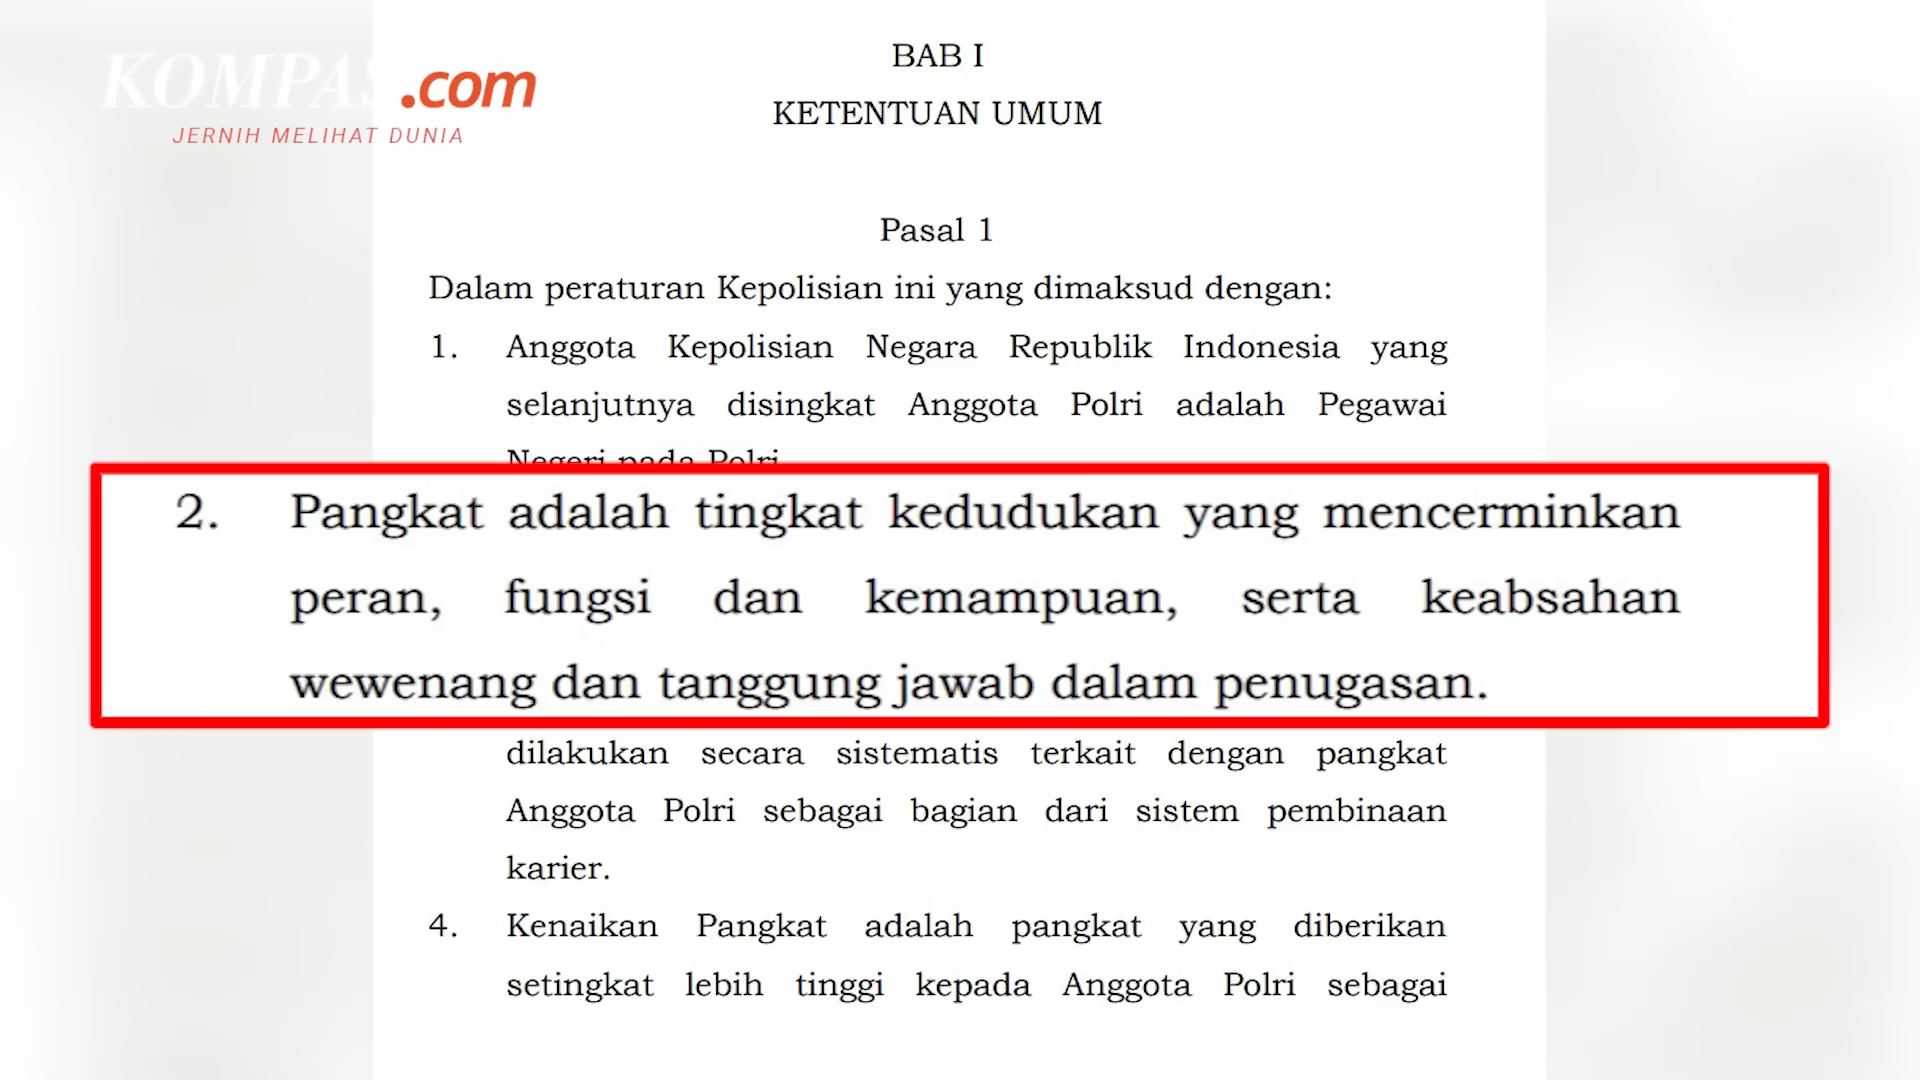 KOMPAS.com
JERNIH MELIHAT DUNIA
BAB I
KETENTUAN UMUM
Pasal 1
Dalam peraturan Kepolisian ini yang dimaksud dengan:
1. Anggota Kepolisian Negara Republik Indonesia yang
selanjutnya disingkat Anggota Polri adalah Pegawai
Negeri pada Polri
2. Pangkat adalah tingkat kedudukan yang mencerminkan
peran, fungsi dan kemampuan, serta keabsahan
wewenang dan tanggung jawab dalam penugasan.
dilakukan secara sistematis terkait dengan pangkat
Anggota Polri sebagai bagian dari sistem pembinaan
karier.
4. Kenaikan Pangkat adalah pangkat yang diberikan
setingkat lebih tinggi kepada Anggota Polri sebagai